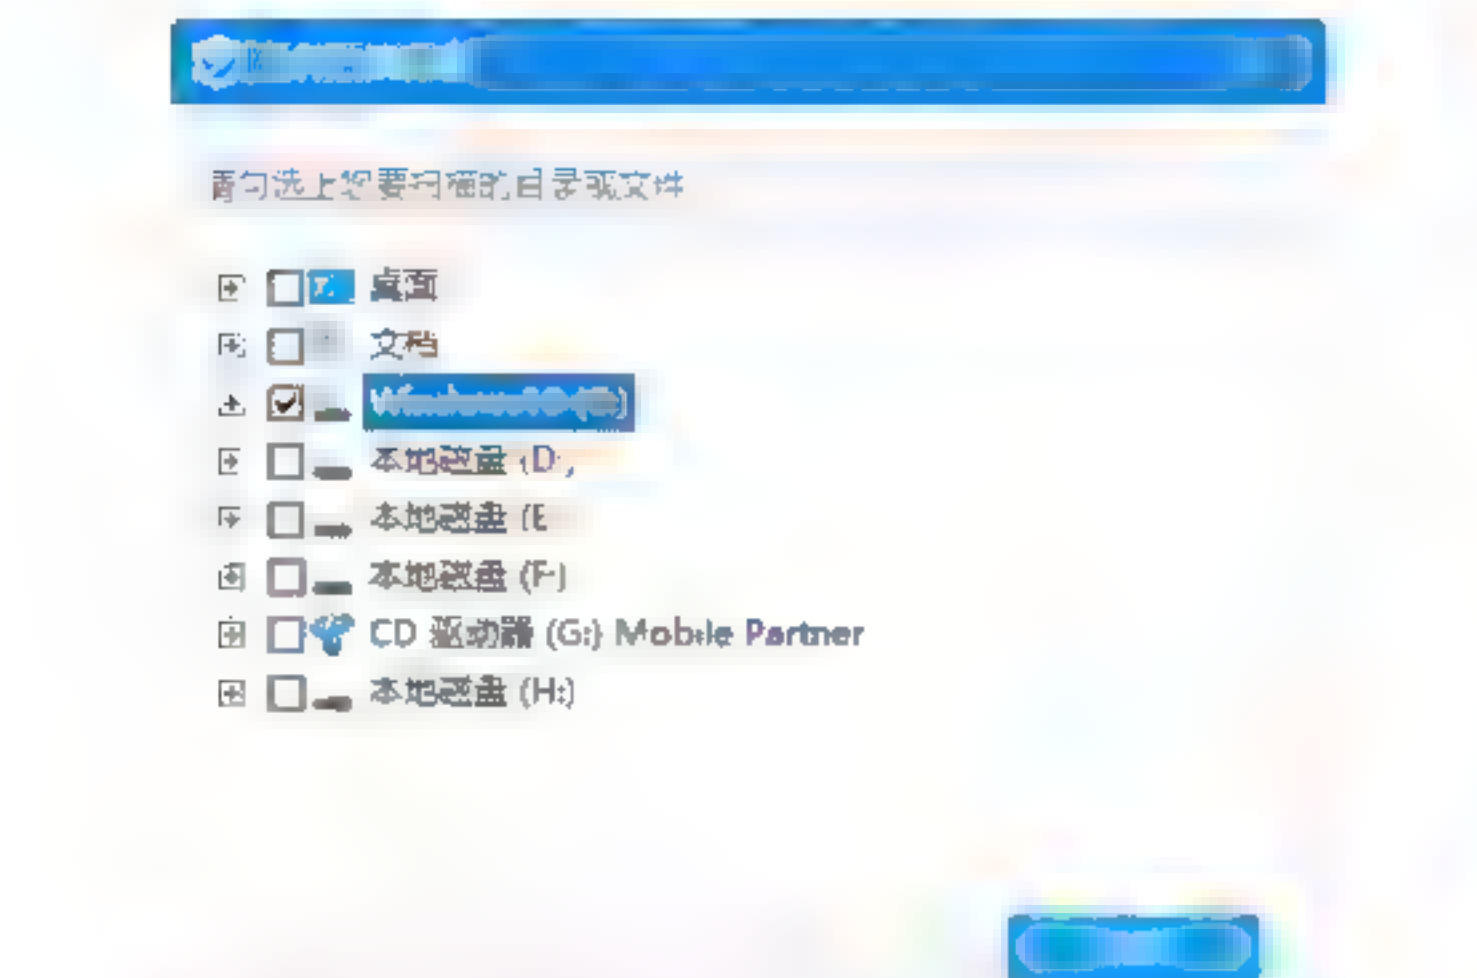 请勾选上您要扫描的目录或文件
桌面
文档
本地磁盘 (D:)
本地磁盘 (E
本地磁盘 (F:)
CD 驱动器 (G:) Mobile Partner
本地磁盘 (H:)